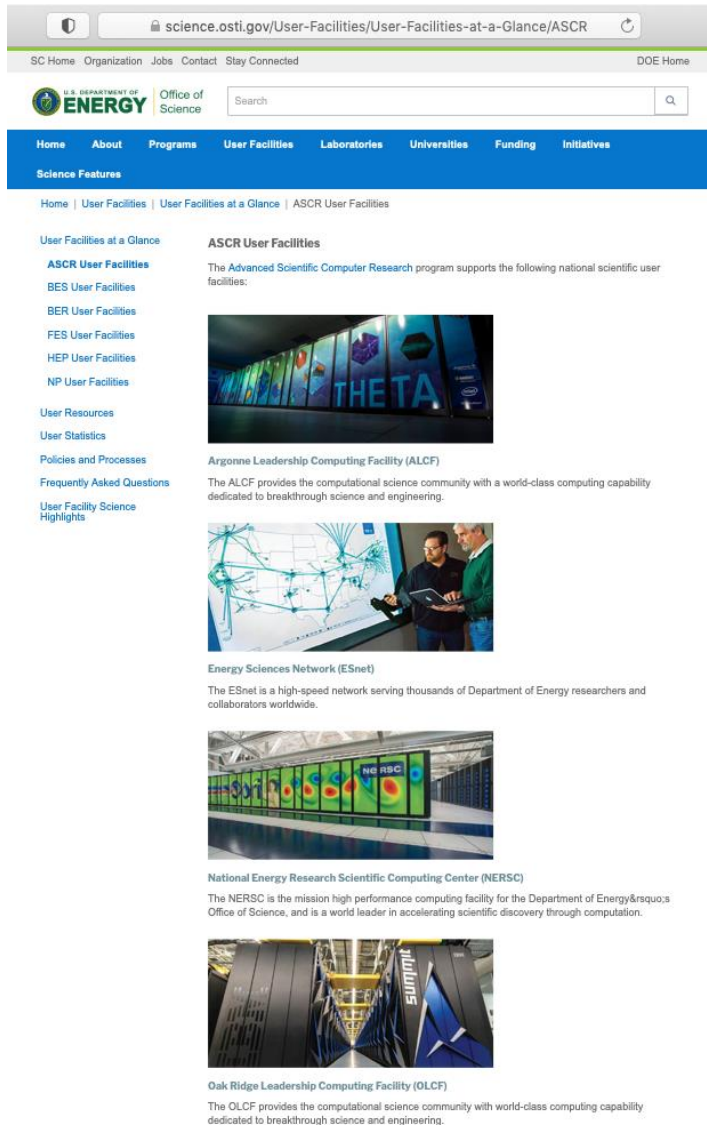 science.osti.gov/User-Facilities/User-Facilities-at-a-Glance/ASCR
SC Home Organization Jobs Contact Stay Connected DOE Home
U.S. DEPARTMENT OF
ENERGY
Office of
Science
Search
Home About Programs User Facilities Laboratories Universities Funding Initiatives
Science Features
Home | User Facilities | User Facilities at a Glance | ASCR User Facilities
User Facilities at a Glance
ASCR User Facilities
BES User Facilities
BER User Facilities
FES User Facilities
HEP User Facilities
NP User Facilities
User Resources
User Statistics
Policies and Processes
Frequently Asked Questions
User Facility Science
Highlights
ASCR User Facilities
The Advanced Scientific Computer Research program supports the following national scientific user
facilities:
THETA
intel
Argonne Leadership Computing Facility (ALCF)
The ALCF provides the computational science community with a world-class computing capability
dedicated to breakthrough science and engineering.
Energy Sciences Network (ESnet)
The ESnet is a high-speed network serving thousands of Department of Energy researchers and
collaborators worldwide.
NERSC
National Energy Research Scientific Computing Center (NERSC)
The NERSC is the mission high performance computing facility for the Department of Energy&rsquo;s
Office of Science, and is a world leader in accelerating scientific discovery through computation.
summit
IBM
Oak Ridge Leadership Computing Facility (OLCF)
The OLCF provides the computational science community with world-class computing capability
dedicated to breakthrough science and engineering.